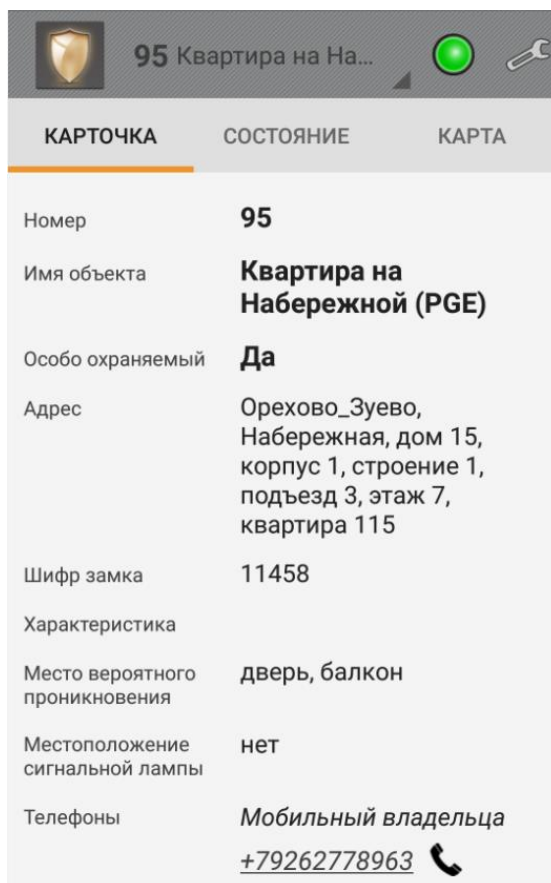 95 Квартира на На...
КАРТОЧКА СОСТОЯНИЕ КАРТА
Номер 95
Имя объекта Квартира на
Набережной (PGE)
Особо охраняемый Да
Адрес Орехово_Зуево,
Набережная, дом 15,
корпус 1, строение 1,
подъезд 3, этаж 7,
квартира 115
Шифр замка 11458
Характеристика
Место вероятного дверь, балкон
проникновения
Местоположение нет
сигнальной лампы
Телефоны Мобильный владельца
+79262778963